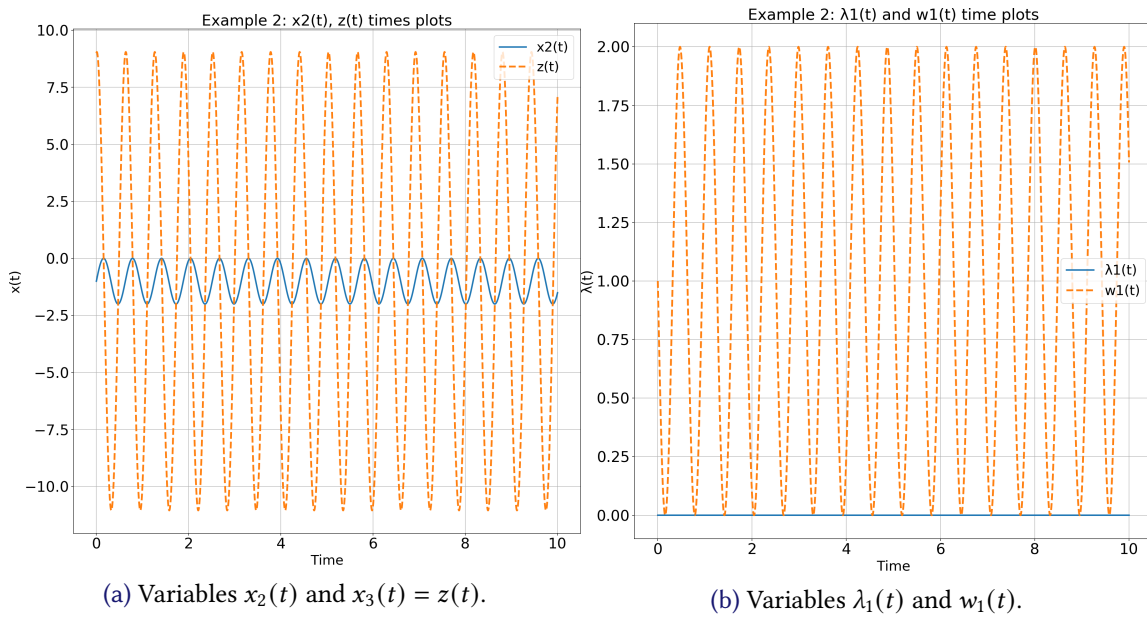 Example 2: x2(t), z(t) times plots
10.0
7.5
5.0
2.5
0.0
−2.5
−5.0
−7.5
−10.0
x(t)
x2(t)
z(t)
0 2 4 6 8 10
Time
(a) Variables x₂(t) and x₃(t) = z(t).
Example 2: λ1(t) and w1(t) time plots
2.00
1.75
1.50
1.25
1.00
0.75
0.50
0.25
0.00
λ(t)
λ1(t)
w1(t)
0 2 4 6 8 10
Time
(b) Variables λ₁(t) and w₁(t).